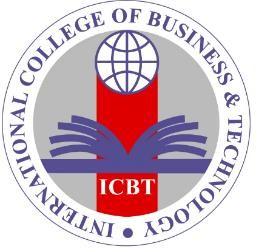 INTERNATIONAL COLLEGE OF BUSINESS & TECHNOLOGY
ICBT